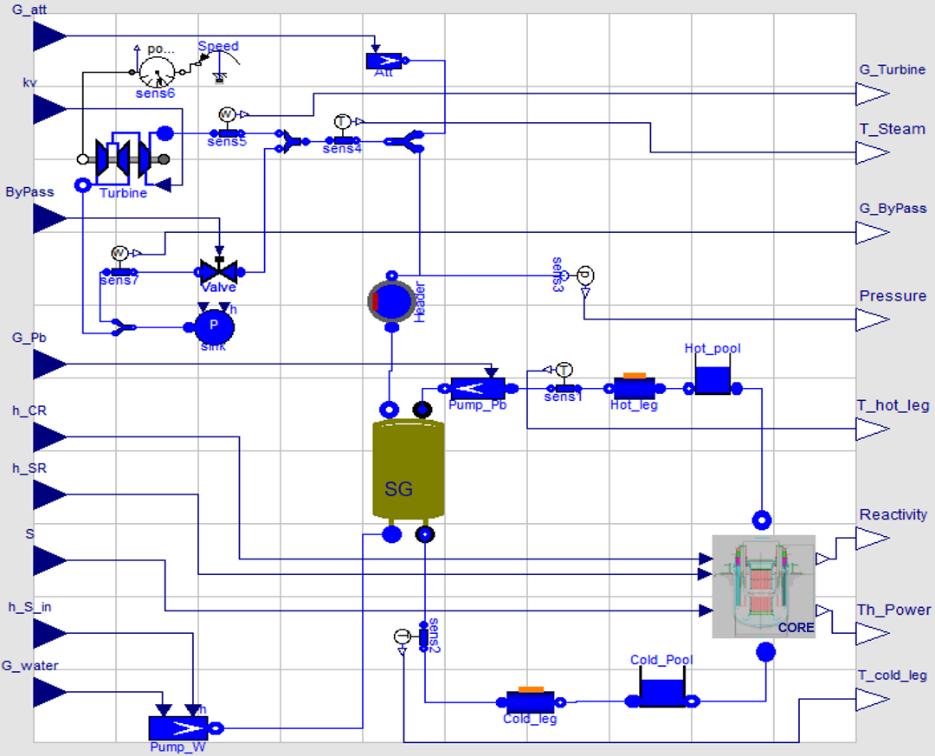 G_att
po...
Speed
Att
sens6
G_Turbine
kv
W
T
T_Steam
sens5
sens4
Turbine
ByPass
G_ByPass
W
sens7
Valve
sens3
p
Header
h
P
sink
Pressure
G_Pb
Hot_pool
T
Pump_Pb
sens1
Hot_leg
h_CR
T_hot_leg
h_SR
SG
Reactivity
S
h_S_in
Th_Power
CORE
T
sens2
G_water
Cold_Pool
T_cold_leg
h
Cold_leg
Pump_W